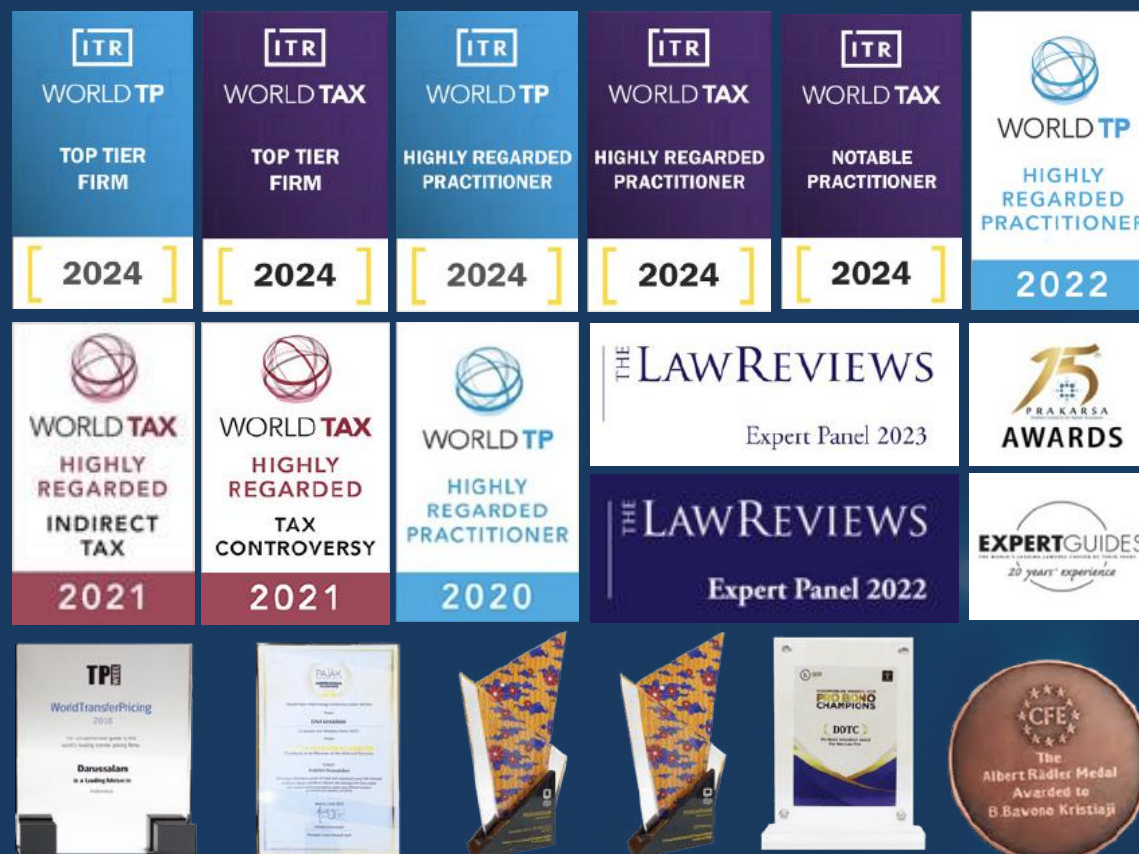 ITR
WORLD TP
TOP TIER
FIRM
2024
ITR
WORLD TAX
TOP TIER
FIRM
2024
ITR
WORLD TP
HIGHLY REGARDED
PRACTITIONER
2024
ITR
WORLD TAX
HIGHLY REGARDED
PRACTITIONER
2024
ITR
WORLD TAX
NOTABLE
PRACTITIONER
2024
WORLD TP
HIGHLY
REGARDED
PRACTITIONER
2022
WORLD TAX
HIGHLY
REGARDED
INDIRECT
TAX
2021
WORLD TAX
HIGHLY
REGARDED
TAX
CONTROVERSY
2021
WORLD TP
HIGHLY
REGARDED
PRACTITIONER
2020
THE LAWREVIEWS
Expert Panel 2023
THE LAWREVIEWS
Expert Panel 2022
15
PRAKARSA
AWARDS
EXPERTGUIDES
20 years' experience
TP WEEK
WorldTransferPricing
2018
Darussalam
is a Leading Adviser in
PAJAK
PRO BONO
CHAMPIONS
DDTC
CFE
The
Albert Rädler Medal
Awarded to
B.Bawono Kristiaji